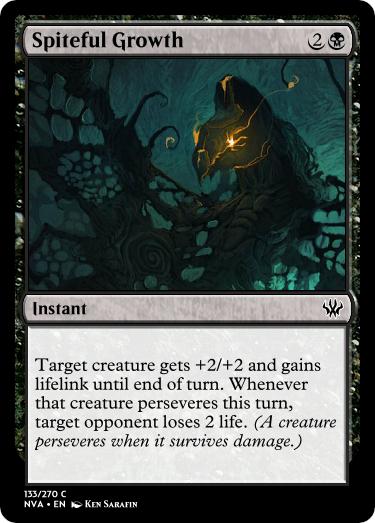 Spiteful Growth 2
Instant
Target creature gets +2/+2 and gains
lifelink until end of turn. Whenever
that creature perseveres this turn,
target opponent loses 2 life. (A creature
perseveres when it survives damage.)
133/270 C
NVA • EN Ken Sarafin